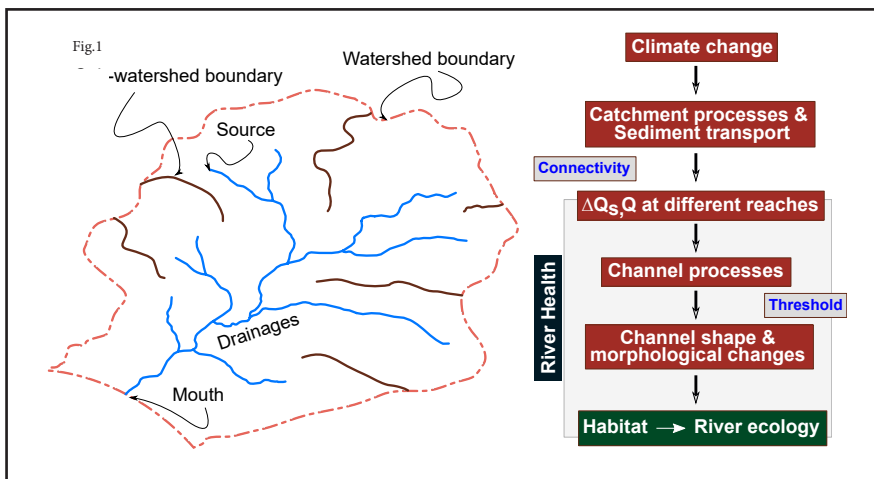 Fig.1
-watershed boundary
Watershed boundary
Source
Drainages
Mouth
Climate change
Catchment processes &
Sediment transport
Connectivity
ΔQs,Q at different reaches
Channel processes
Threshold
Channel shape &
morphological changes
River Health
Habitat → River ecology